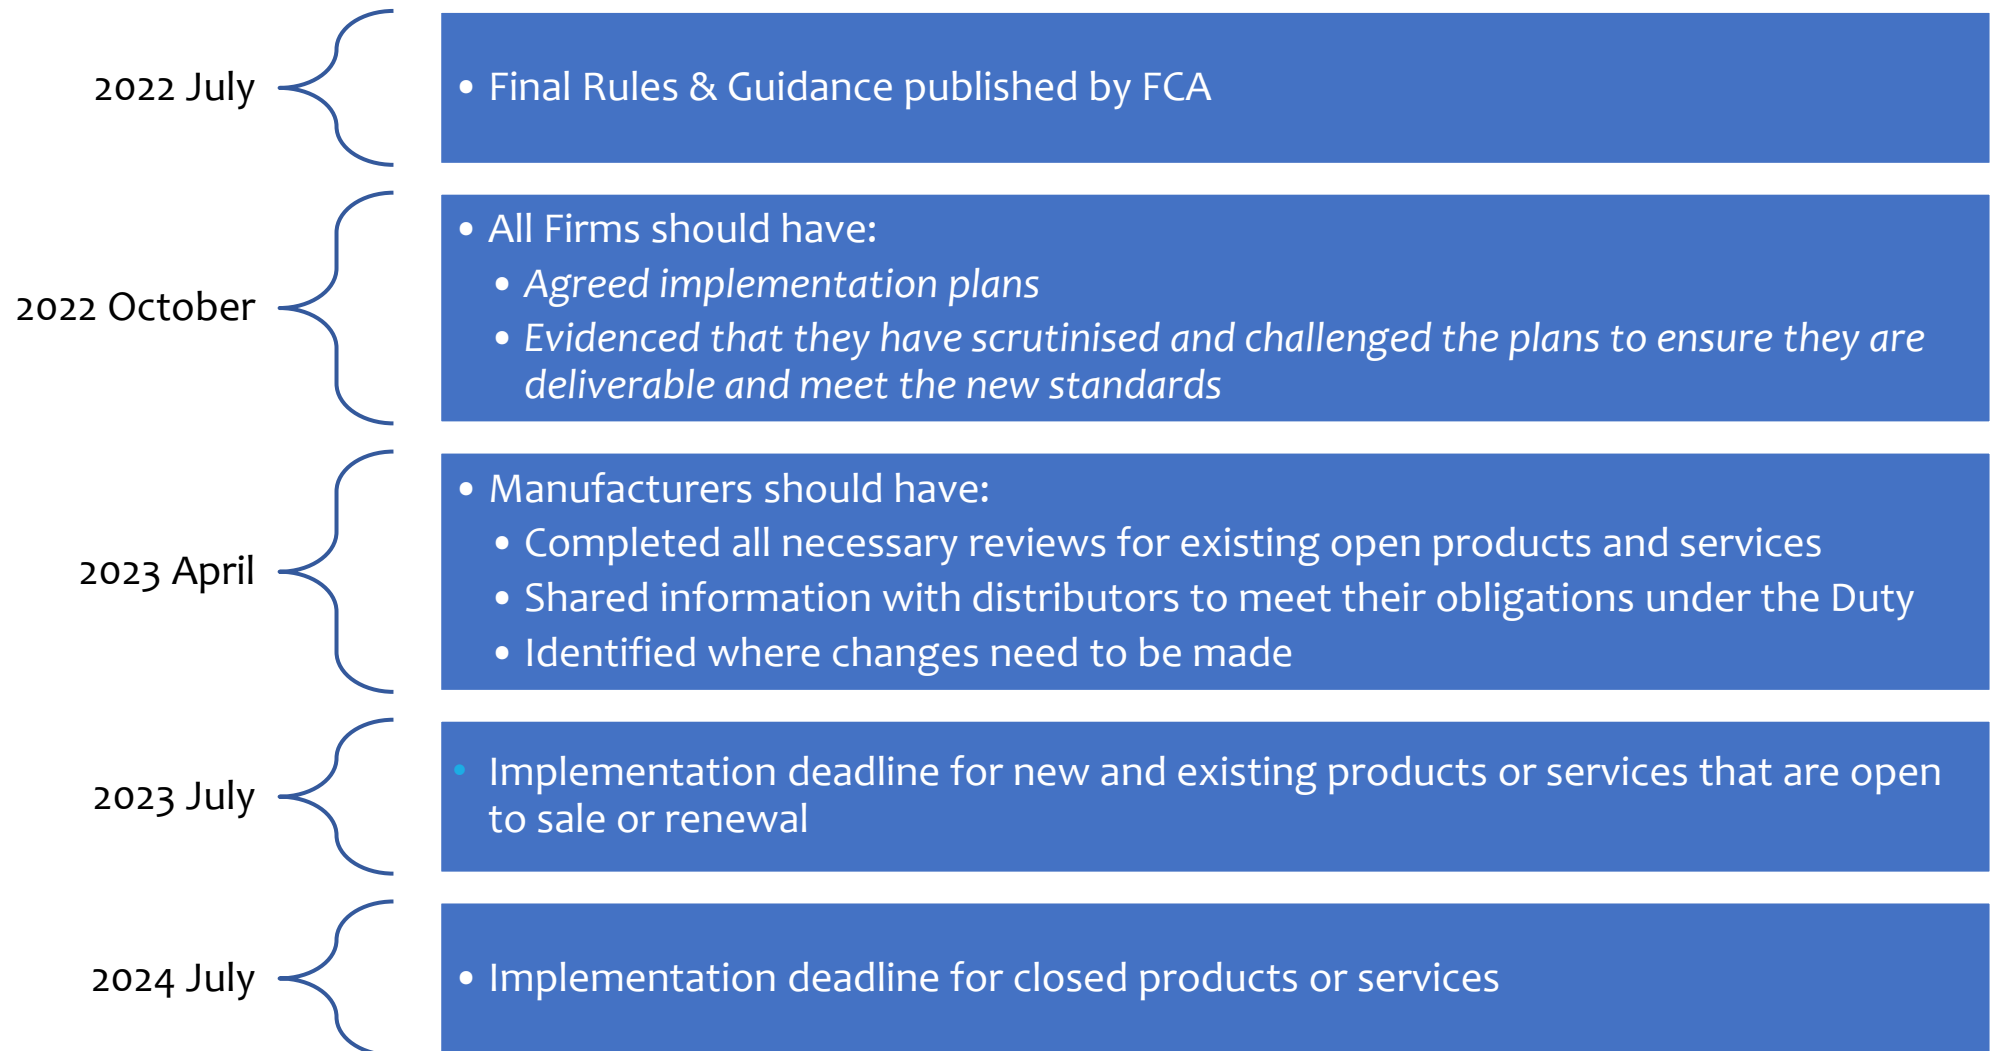 2022 July
• Final Rules & Guidance published by FCA
2022 October
• All Firms should have:
• Agreed implementation plans
• Evidenced that they have scrutinised and challenged the plans to ensure they are
deliverable and meet the new standards
2023 April
• Manufacturers should have:
• Completed all necessary reviews for existing open products and services
• Shared information with distributors to meet their obligations under the Duty
• Identified where changes need to be made
2023 July
• Implementation deadline for new and existing products or services that are open
to sale or renewal
2024 July
• Implementation deadline for closed products or services